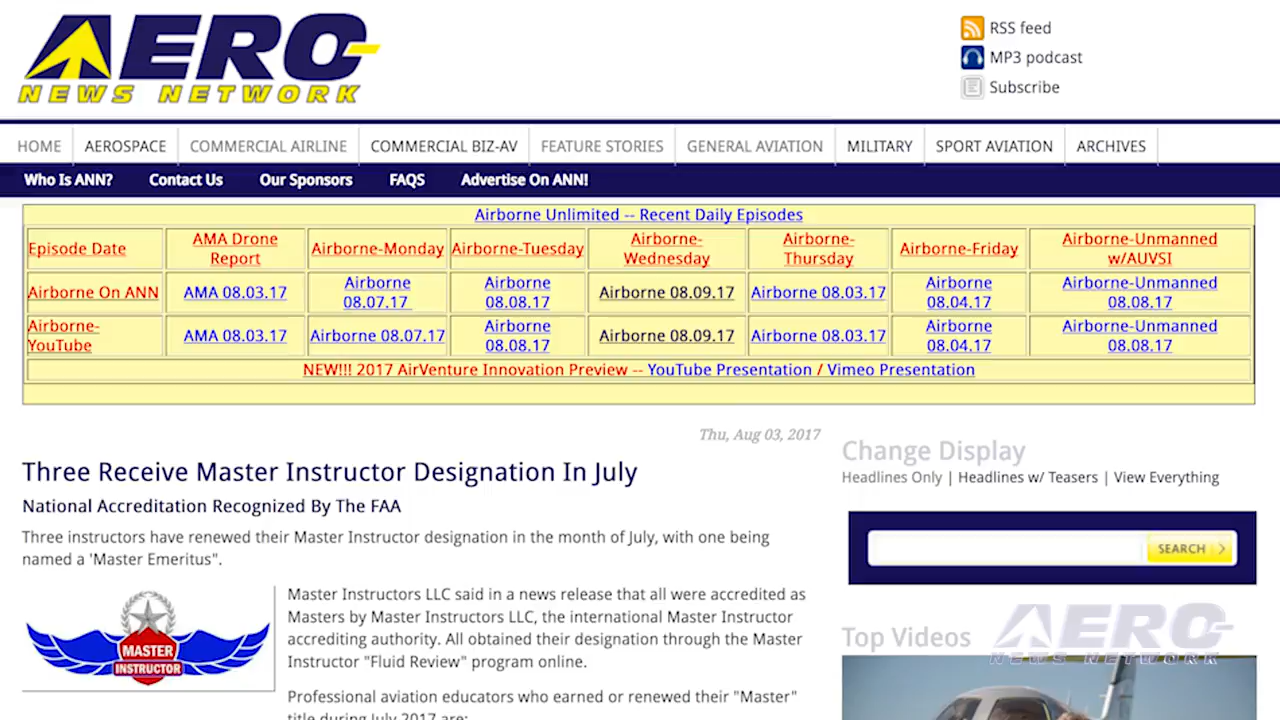 AERO
NEWS NETWORK
RSS feed
MP3 podcast
Subscribe
HOME AEROSPACE COMMERCIAL AIRLINE COMMERCIAL BIZ-AV FEATURE STORIES GENERAL AVIATION MILITARY SPORT AVIATION ARCHIVES
Who Is ANN? Contact Us Our Sponsors FAQS Advertise On ANN!
Airborne Unlimited -- Recent Daily Episodes
Episode Date AMA Drone Report Airborne-Monday Airborne-Tuesday Airborne-Wednesday Airborne-Thursday Airborne-Friday Airborne-Unmanned w/AUVSI
Airborne On ANN AMA 08.03.17 Airborne 08.07.17 Airborne 08.08.17 Airborne 08.09.17 Airborne 08.03.17 Airborne 08.04.17 Airborne-Unmanned 08.08.17
Airborne-YouTube AMA 08.03.17 Airborne 08.07.17 Airborne 08.08.17 Airborne 08.09.17 Airborne 08.03.17 Airborne 08.04.17 Airborne-Unmanned 08.08.17
NEW!!! 2017 AirVenture Innovation Preview -- YouTube Presentation / Vimeo Presentation
Thu, Aug 03, 2017
Three Receive Master Instructor Designation In July
National Accreditation Recognized By The FAA
Three instructors have renewed their Master Instructor designation in the month of July, with one being
named a 'Master Emeritus".
MASTER
INSTRUCTOR
Master Instructors LLC said in a news release that all were accredited as
Masters by Master Instructors LLC, the international Master Instructor
accrediting authority. All obtained their designation through the Master
Instructor "Fluid Review" program online.
Professional aviation educators who earned or renewed their "Master"
title during July 2017 are:
Change Display
Headlines Only | Headlines w/ Teasers | View Everything
SEARCH
Top Videos
AERO
NEWS NETWORK